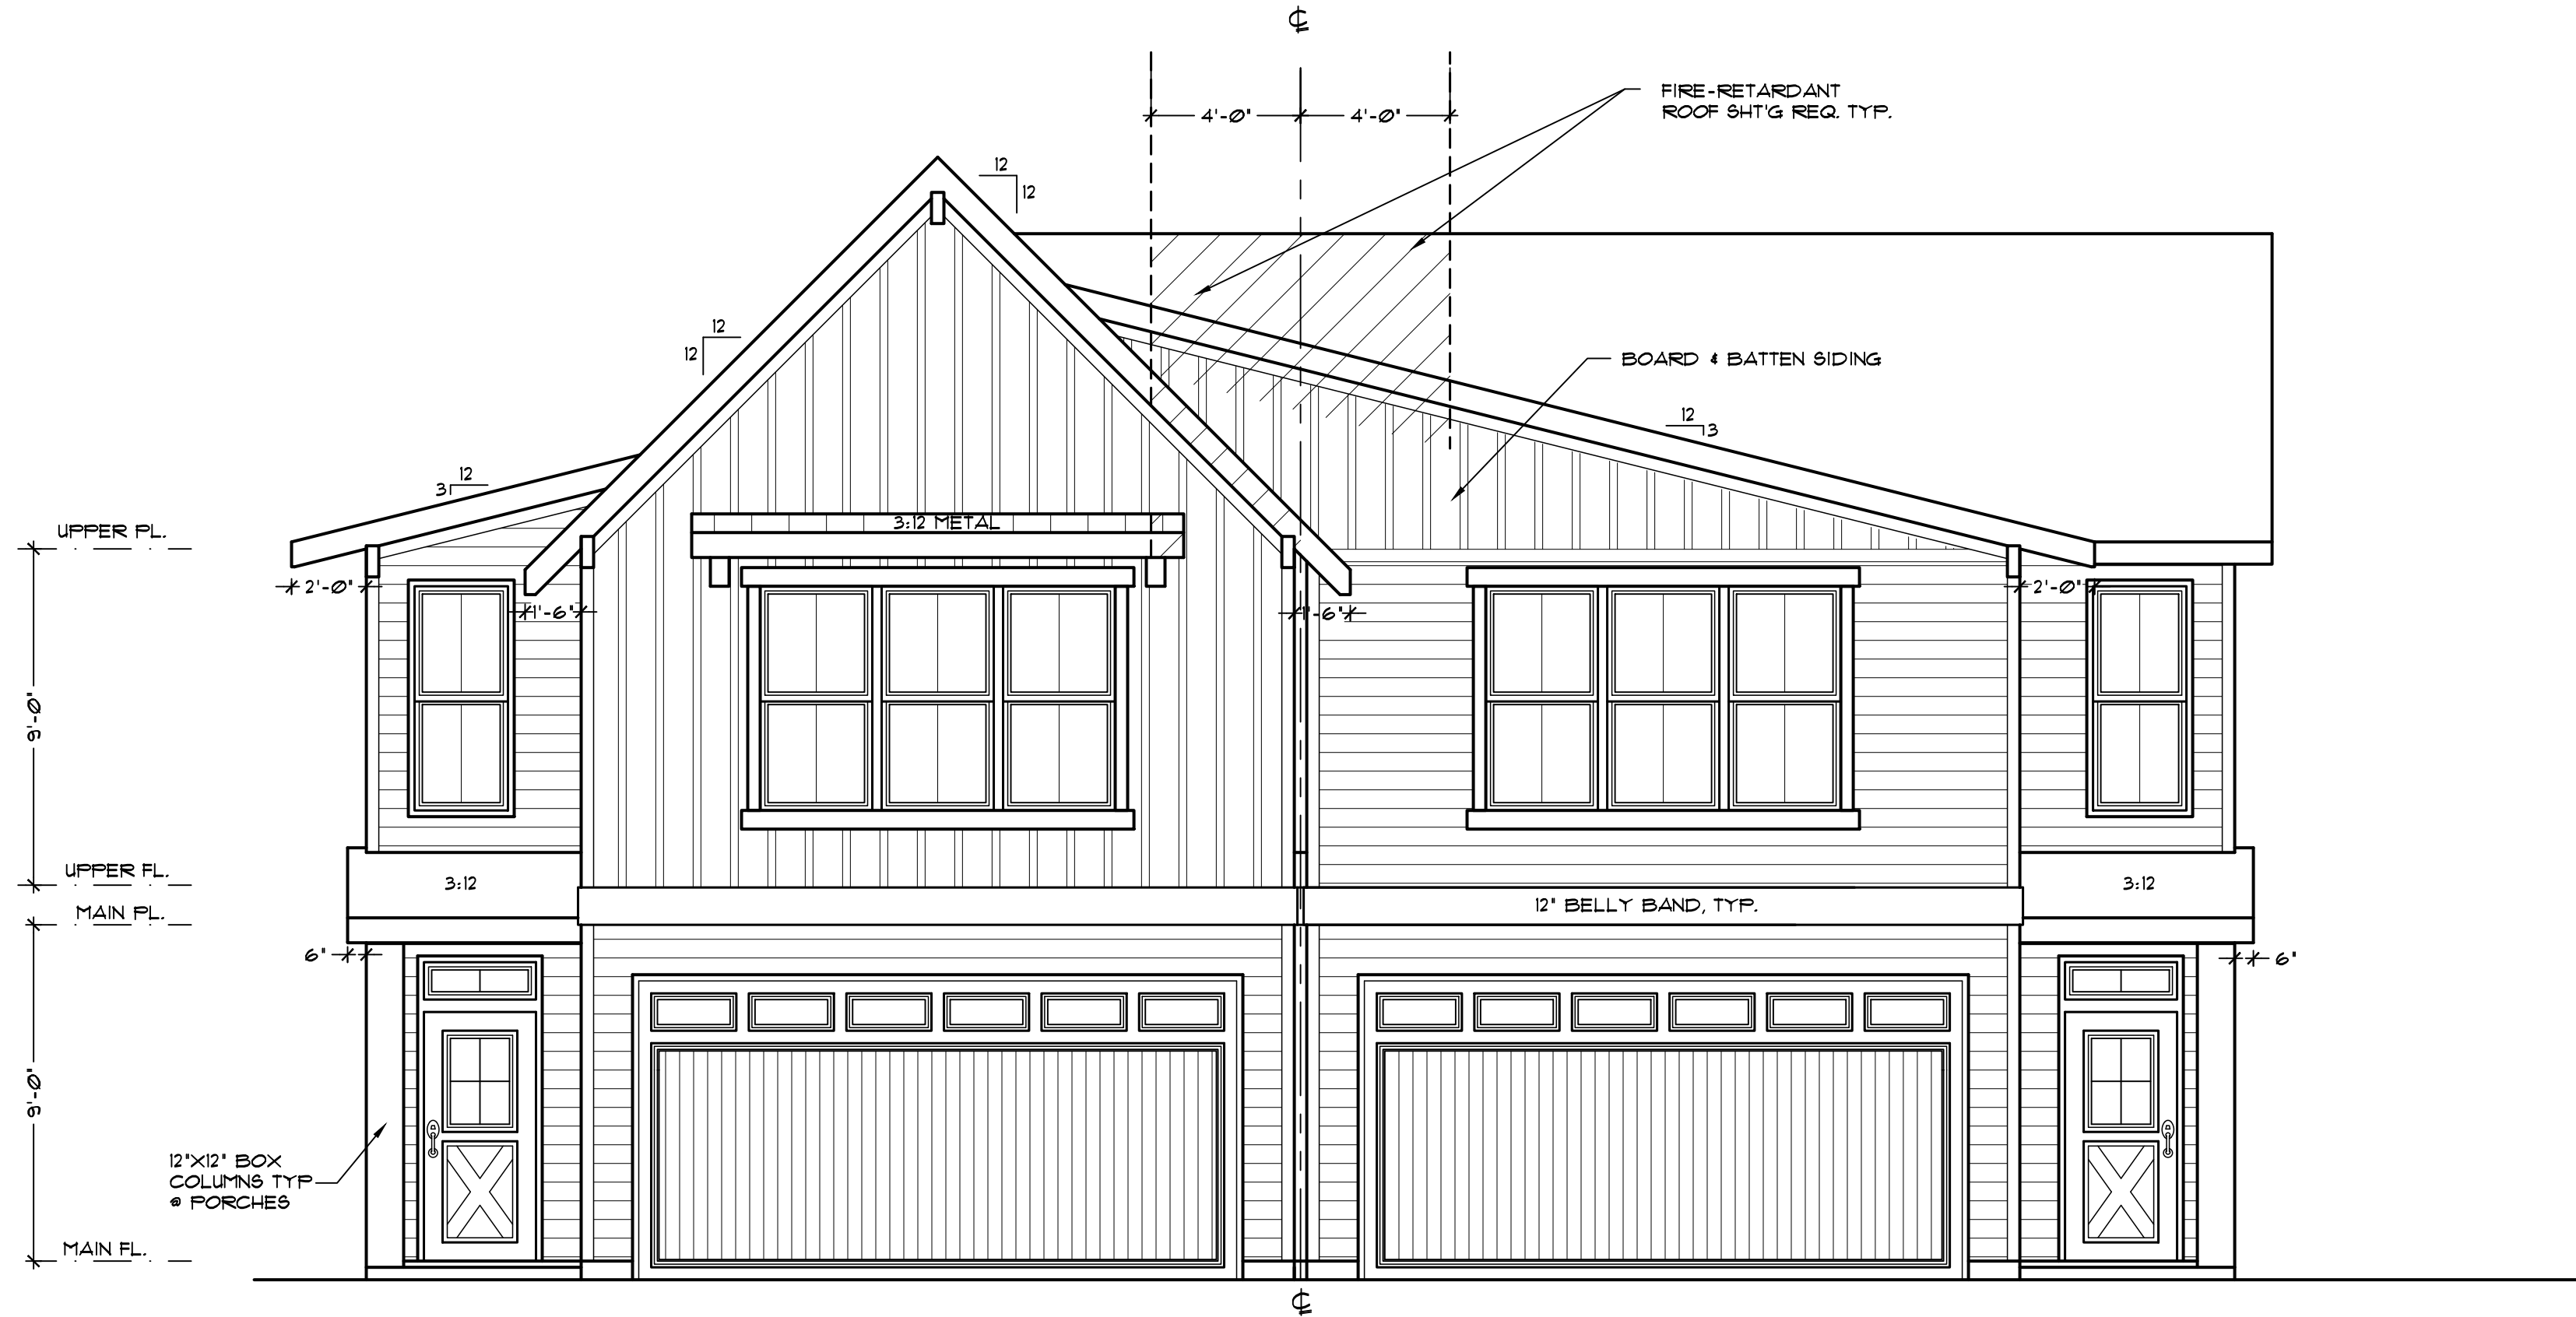 ℄
4'-0" 4'-0"
FIRE-RETARDANT
ROOF SHT'G REQ. TYP.
12
12
12
12
BOARD & BATTEN SIDING
12
3
12
3
3:12 METAL
UPPER PL.
2'-0"
1'-6"
1'-6"
2'-0"
9'-0"
UPPER FL.
3:12
3:12
MAIN PL.
12" BELLY BAND, TYP.
6"
6"
9'-0"
12"X12" BOX
COLUMNS TYP
@ PORCHES
MAIN FL.
℄